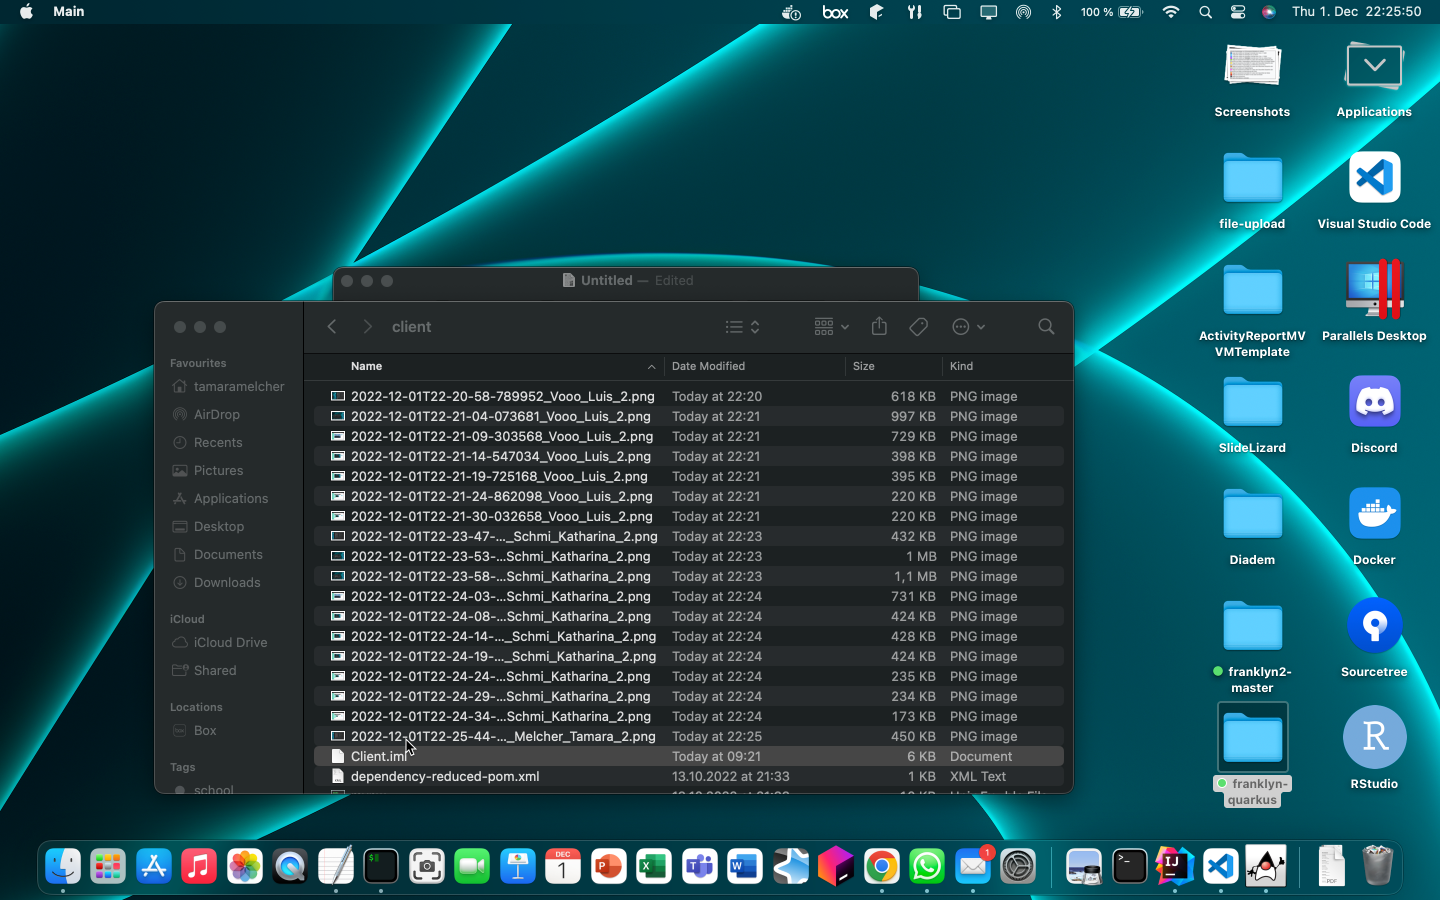 Main
box
100 %
Thu 1. Dec 22:25:50
Screenshots
Applications
file-upload
Visual Studio Code
ActivityReportMV
VMTemplate
Parallels Desktop
SlideLizard
Discord
Diadem
Docker
franklyn2-
master
Sourcetree
franklyn-
quarkus
R
RStudio
Untitled — Edited
client
Favourites
tamaramelcher
AirDrop
Recents
Pictures
Applications
Desktop
Documents
Downloads
iCloud
iCloud Drive
Shared
Locations
Box
Tags
school
Name Date Modified Size Kind
2022-12-01T22-20-58-789952_Vooo_Luis_2.png Today at 22:20 618 KB PNG image
2022-12-01T22-21-04-073681_Vooo_Luis_2.png Today at 22:21 997 KB PNG image
2022-12-01T22-21-09-303568_Vooo_Luis_2.png Today at 22:21 729 KB PNG image
2022-12-01T22-21-14-547034_Vooo_Luis_2.png Today at 22:21 398 KB PNG image
2022-12-01T22-21-19-725168_Vooo_Luis_2.png Today at 22:21 395 KB PNG image
2022-12-01T22-21-24-862098_Vooo_Luis_2.png Today at 22:21 220 KB PNG image
2022-12-01T22-21-30-032658_Vooo_Luis_2.png Today at 22:21 220 KB PNG image
2022-12-01T22-23-47-..._Schmi_Katharina_2.png Today at 22:23 432 KB PNG image
2022-12-01T22-23-53-...Schmi_Katharina_2.png Today at 22:23 1 MB PNG image
2022-12-01T22-23-58-...Schmi_Katharina_2.png Today at 22:23 1,1 MB PNG image
2022-12-01T22-24-03-...Schmi_Katharina_2.png Today at 22:24 731 KB PNG image
2022-12-01T22-24-08-...Schmi_Katharina_2.png Today at 22:24 424 KB PNG image
2022-12-01T22-24-14-..._Schmi_Katharina_2.png Today at 22:24 428 KB PNG image
2022-12-01T22-24-19-..._Schmi_Katharina_2.png Today at 22:24 424 KB PNG image
2022-12-01T22-24-24-...Schmi_Katharina_2.png Today at 22:24 235 KB PNG image
2022-12-01T22-24-29-...Schmi_Katharina_2.png Today at 22:24 234 KB PNG image
2022-12-01T22-24-34-...Schmi_Katharina_2.png Today at 22:24 173 KB PNG image
2022-12-01T22-25-44-..._Melcher_Tamara_2.png Today at 22:25 450 KB PNG image
Client.iml Today at 09:21 6 KB Document
dependency-reduced-pom.xml 13.10.2022 at 21:33 1 KB XML Text
DEC
1
P
X
W
1
IJ
PDF